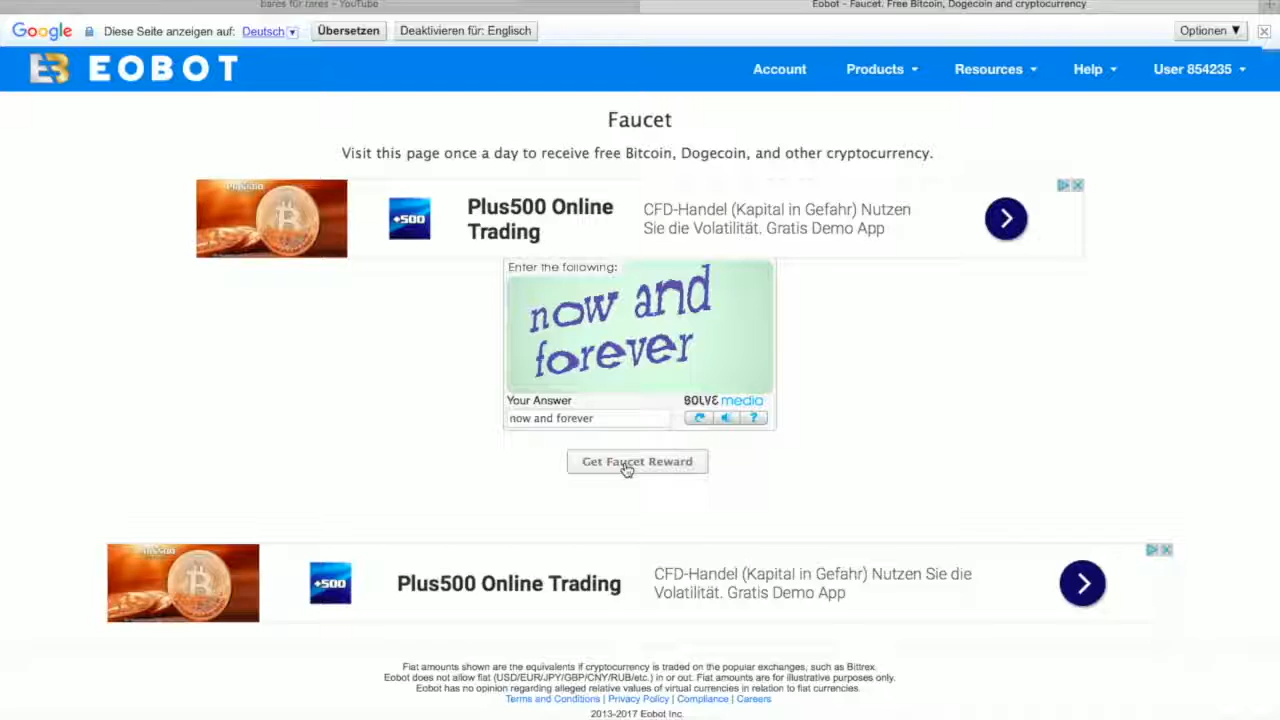 bares für rares – YouTube
Eobot - Faucet. Free Bitcoin, Dogecoin and cryptocurrency.
Google Diese Seite anzeigen auf: Deutsch Übersetzen Deaktivieren für: Englisch Optionen ▼
EOBOT Account Products Resources Help User 854235
Faucet
Visit this page once a day to receive free Bitcoin, Dogecoin, and other cryptocurrency.
Plus500
+500
Plus500 Online
Trading
CFD-Handel (Kapital in Gefahr) Nutzen
Sie die Volatilität. Gratis Demo App
Enter the following:
now and
forever
Your Answer
SOLVE media
now and forever
?
Get Faucet Reward
Plus500
+500
Plus500 Online Trading
CFD-Handel (Kapital in Gefahr) Nutzen Sie die
Volatilität. Gratis Demo App
Fiat amounts shown are the equivalents if cryptocurrency is traded on the popular exchanges, such as Bittrex.
Eobot does not allow fiat (USD/EUR/JPY/GBP/CNY/RUB/etc.) in or out. Fiat amounts are for illustrative purposes only.
Eobot has no opinion regarding alleged relative values of virtual currencies in relation to fiat currencies.
Terms and Conditions | Privacy Policy | Compliance | Careers
2013-2017 Eobot Inc.